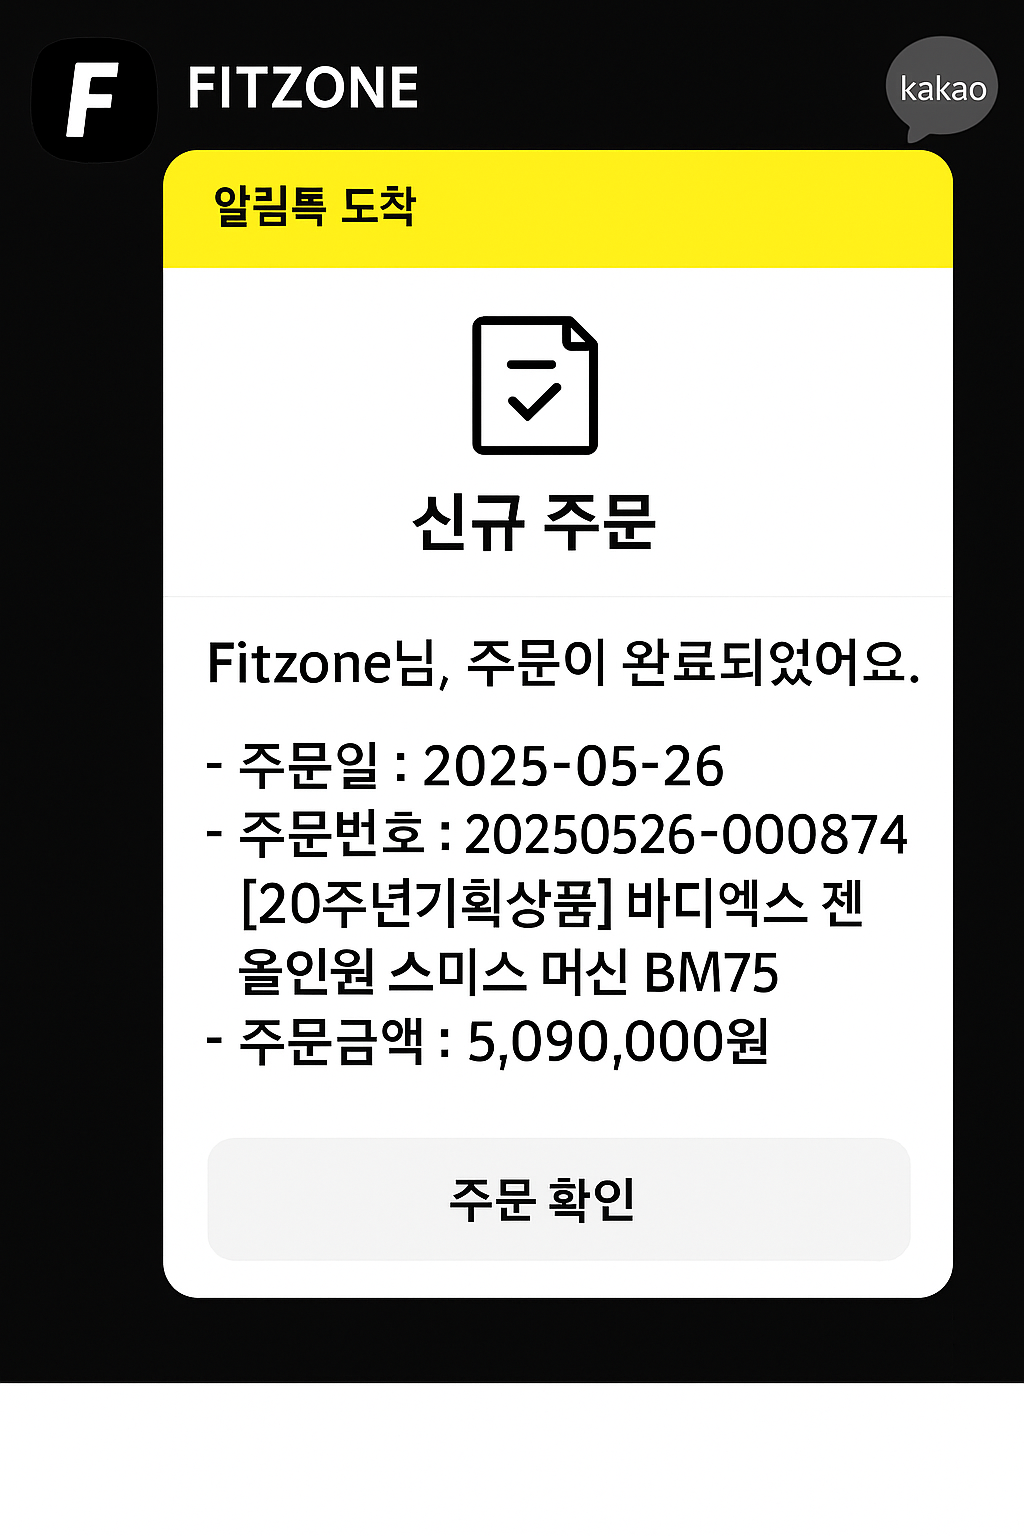 F
FITZONE
kakao
알림톡 도착
신규 주문
Fitzone님, 주문이 완료되었어요.
- 주문일 : 2025-05-26
- 주문번호 : 20250526-000874
[20주년기획상품] 바디엑스 젠
올인원 스미스 머신 BM75
- 주문금액 : 5,090,000원
주문 확인